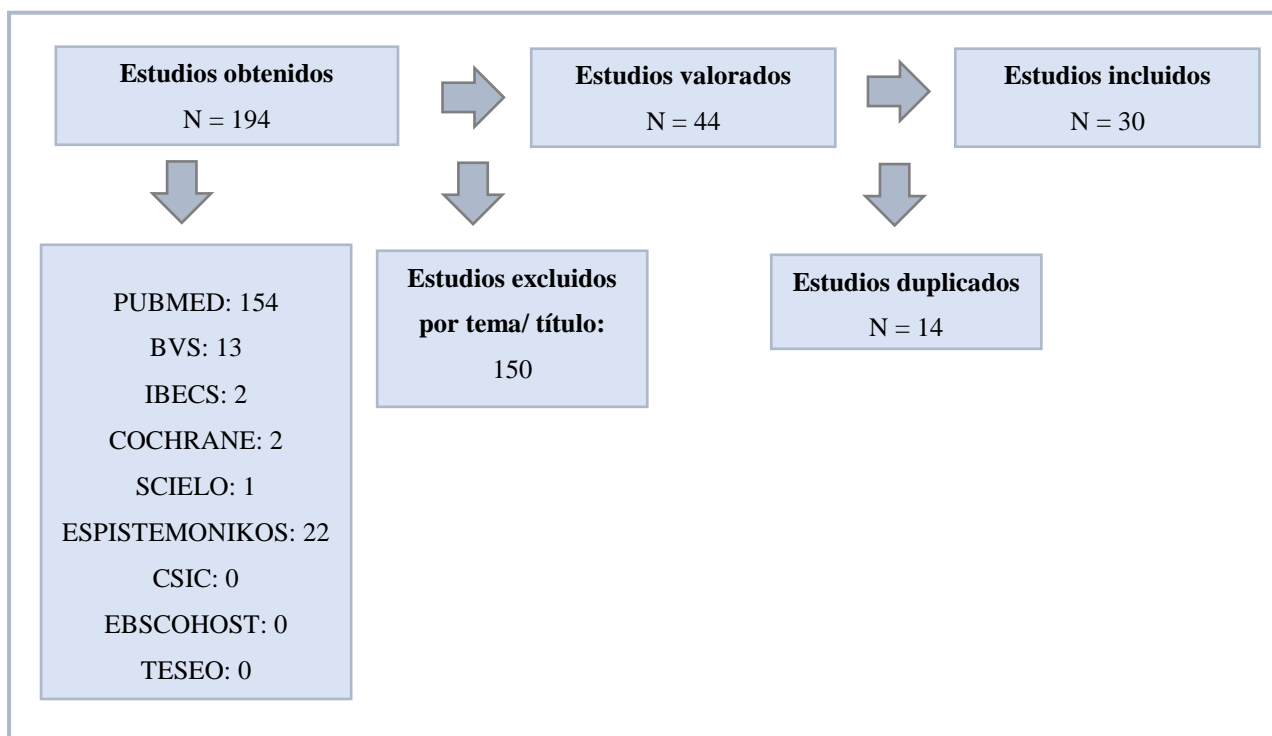 Estudios obtenidos
N = 194
Estudios valorados
N = 44
Estudios incluidos
N = 30
PUBMED: 154
BVS: 13
IBECS: 2
COCHRANE: 2
SCIELO: 1
ESPISTEMONIKOS: 22
CSIC: 0
EBSCOHOST: 0
TESEO: 0
Estudios excluidos
por tema/ título:
150
Estudios duplicados
N = 14